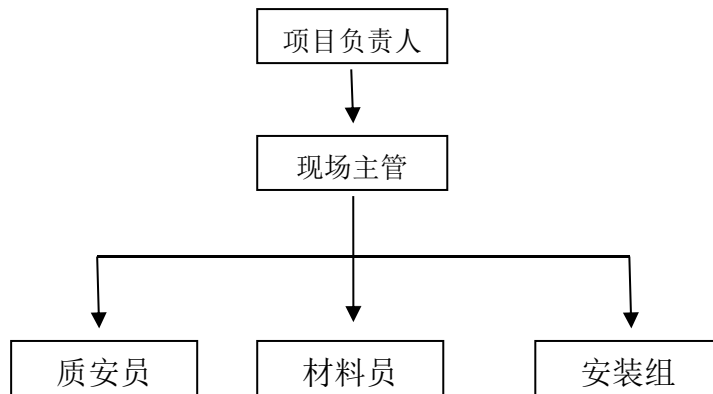 项目负责人
现场主管
质安员
材料员
安装组